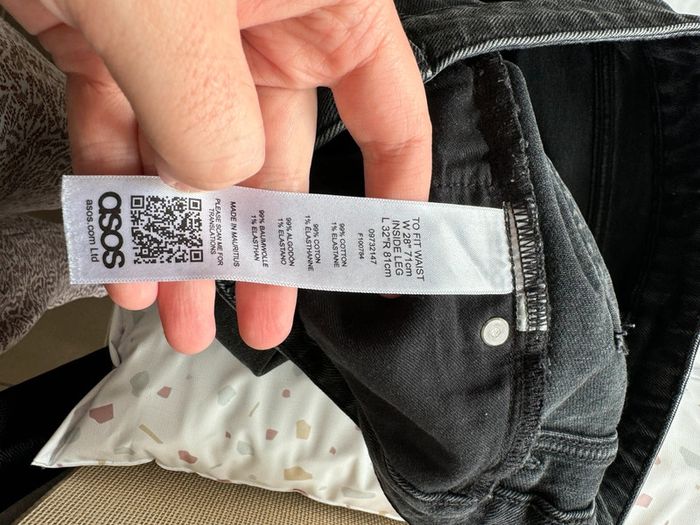 TO FIT WAIST
W 28" 71cm
INSIDE LEG
L 32"R 81cm
09732147
F100784
99% COTTON
1% ELASTANE
99% COTON
1% ÉLASTHANNE
99% ALGODÓN
1% ELASTANO
99% BAUMWOLLE
1% ELASTHAN
MADE IN MAURITIUS
PLEASE SCAN ME FOR
TRANSLATIONS
asos
asos.com Ltd